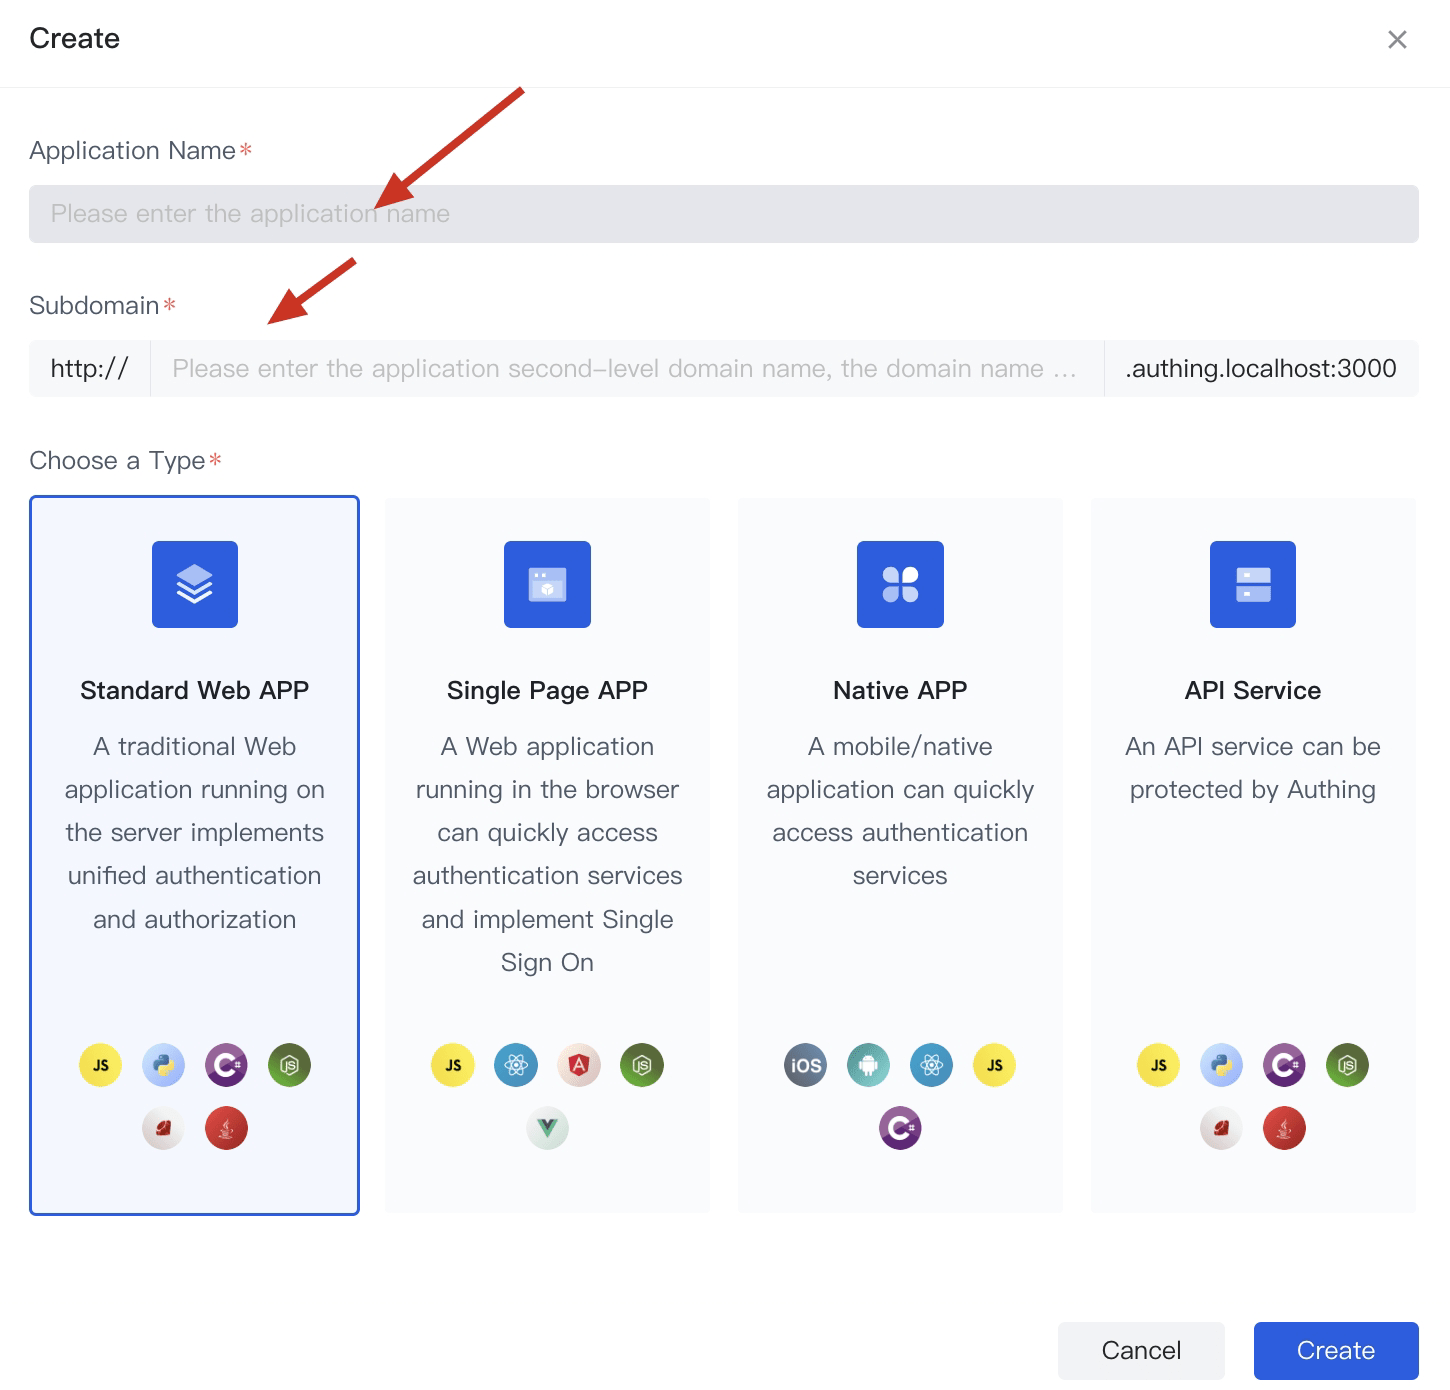 Create
Application Name*
Please enter the application name
Subdomain*
http://
Please enter the application second-level domain name, the domain name ...
.authing.localhost:3000
Choose a Type*
Standard Web APP
A traditional Web
application running on
the server implements
unified authentication
and authorization
JS
C#
JS
Single Page APP
A Web application
running in the browser
can quickly access
authentication services
and implement Single
Sign On
JS
A
JS
Native APP
A mobile/native
application can quickly
access authentication
services
iOS
JS
C#
API Service
An API service can be
protected by Authing
JS
C#
JS
Cancel
Create